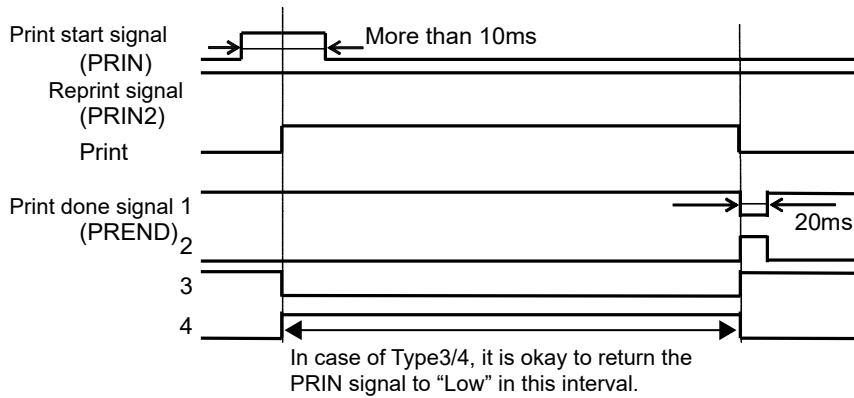 Print start signal
(PRIN)
More than 10ms
Reprint signal
(PRIN2)
Print
Print done signal 1
(PREND)
20ms
2
3
4
In case of Type3/4, it is okay to return the
PRIN signal to “Low” in this interval.